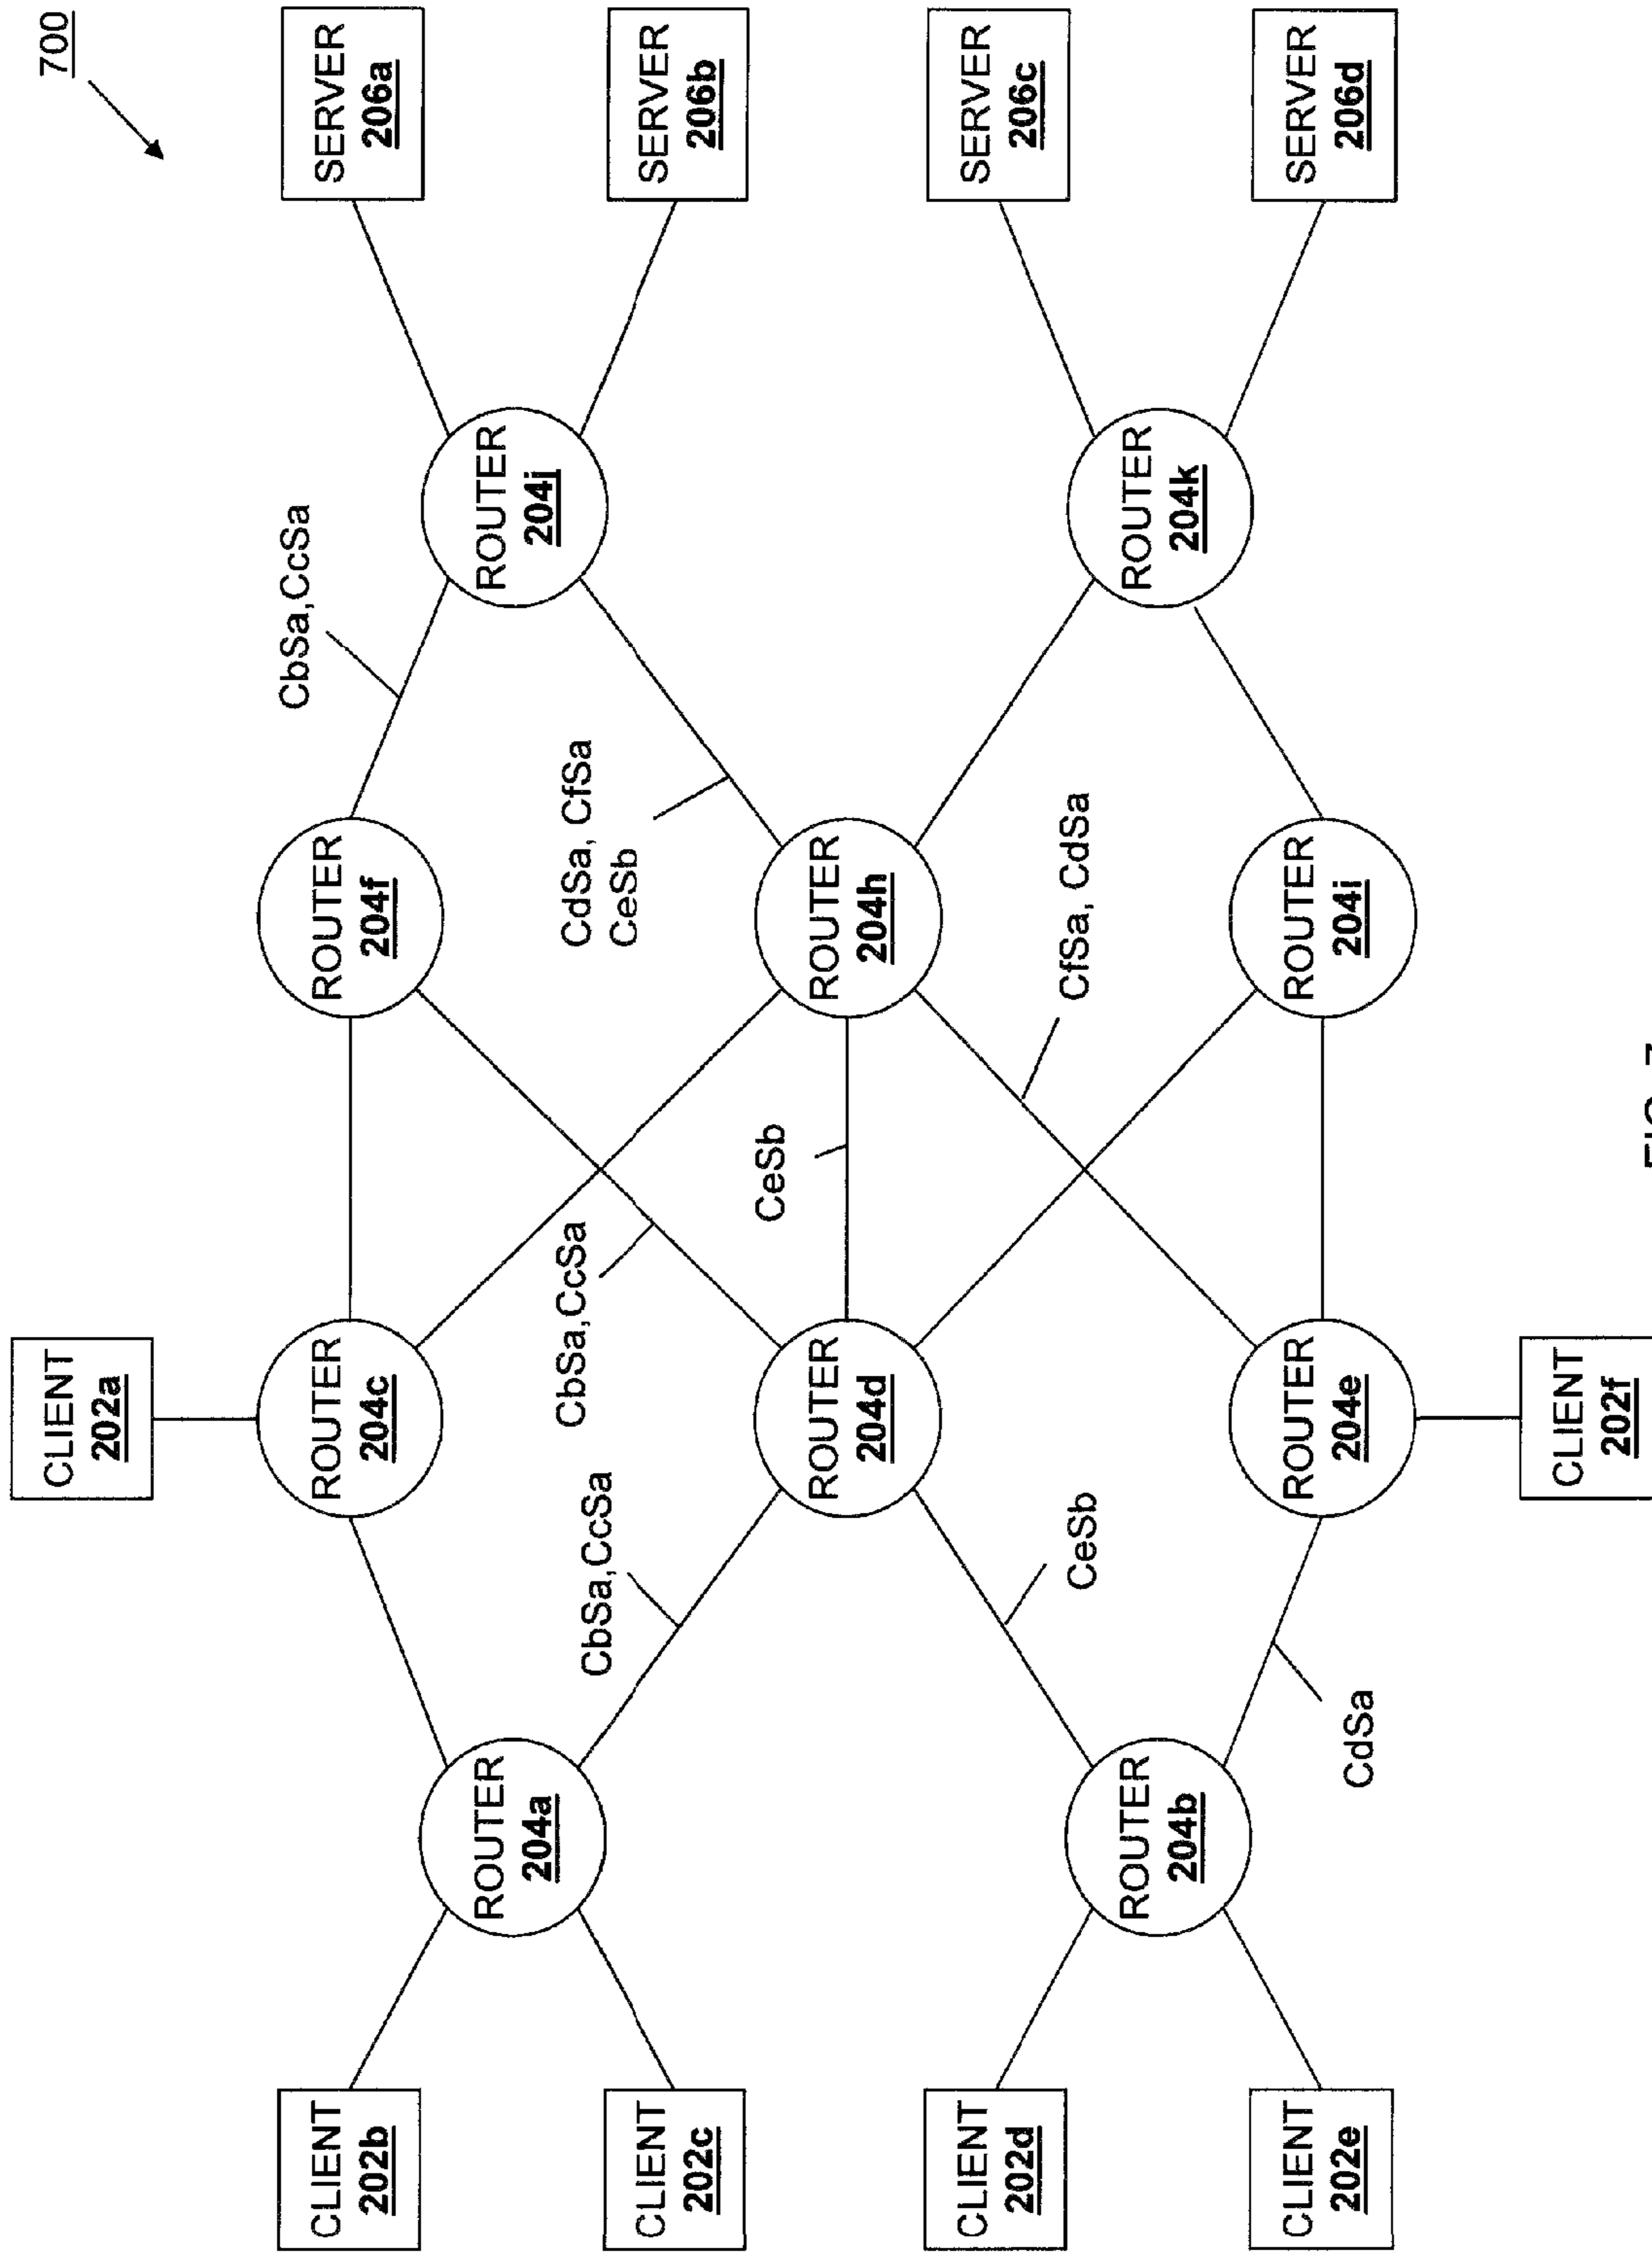 700
CLIENT
202a
CLIENT
202b
ROUTER
204c
ROUTER
204f
CbSa,CcSa
SERVER
206a
ROUTER
204a
CbSa,CcSa
CbSa,CcSa
CdSa, CfSa
CeSb
ROUTER
204j
SERVER
206b
CLIENT
202c
ROUTER
204d
CeSb
ROUTER
204h
CLIENT
202d
ROUTER
204b
CeSb
CfSa, CdSa
ROUTER
204k
SERVER
206c
CLIENT
202e
CdSa
ROUTER
204e
ROUTER
204i
SERVER
206d
CLIENT
202f
FIG. 7